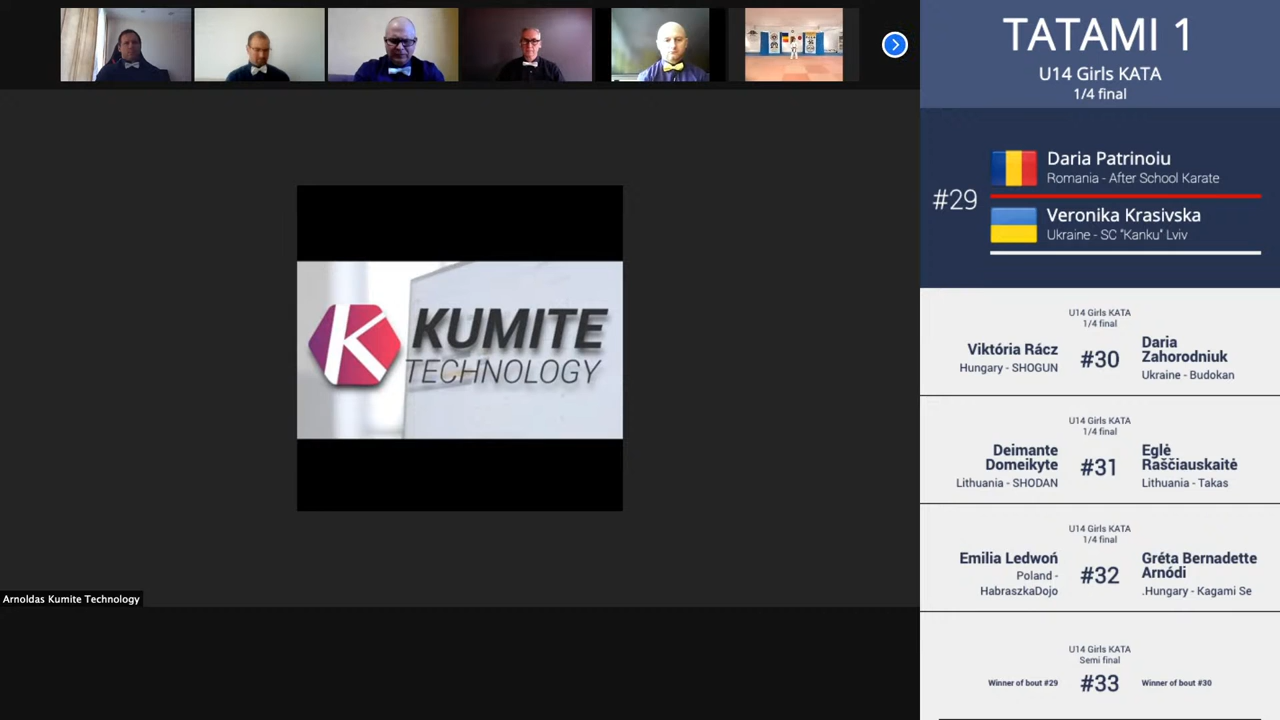 TATAMI 1
U14 Girls KATA
1/4 final
#29
Daria Patrinoiu
Romania - After School Karate
Veronika Krasivska
Ukraine - SC "Kanku" Lviv
U14 Girls KATA
1/4 final
Viktória Rácz
Hungary - SHOGUN
#30
Daria
Zahorodniuk
Ukraine - Budokan
U14 Girls KATA
1/4 final
Deimante
Domeikyte
Lithuania - SHODAN
#31
Eglė
Raščiauskaitė
Lithuania - Takas
U14 Girls KATA
1/4 final
Emilia Ledwoń
Poland -
HabraszkaDojo
#32
Gréta Bernadette
Arnódi
.Hungary - Kagami Se
U14 Girls KATA
Semi final
Winner of bout #29
#33
Winner of bout #30
K KUMITE
TECHNOLOGY
Arnoldas Kumite Technology